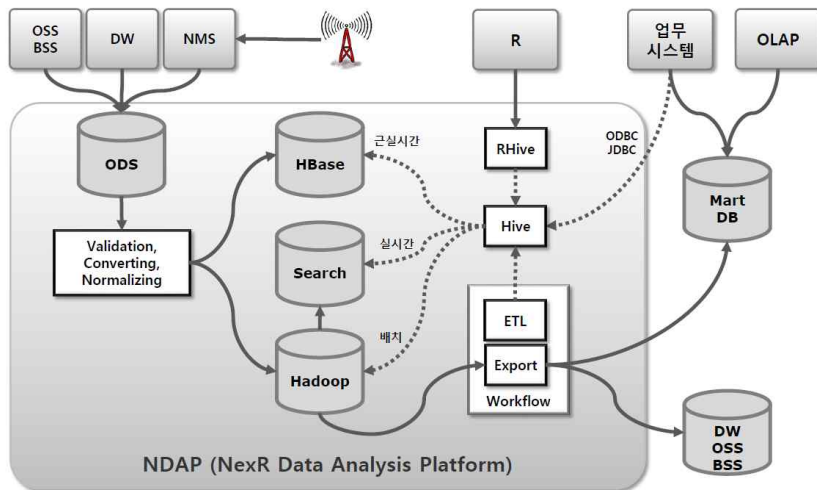 OSS
BSS
DW
NMS
R
업무
시스템
OLAP
ODS
HBase
근실시간
RHive
ODBC
JDBC
Mart
DB
Validation,
Converting,
Normalizing
Search
실시간
Hive
Hadoop
배치
ETL
Export
Workflow
DW
OSS
BSS
NDAP (NexR Data Analysis Platform)